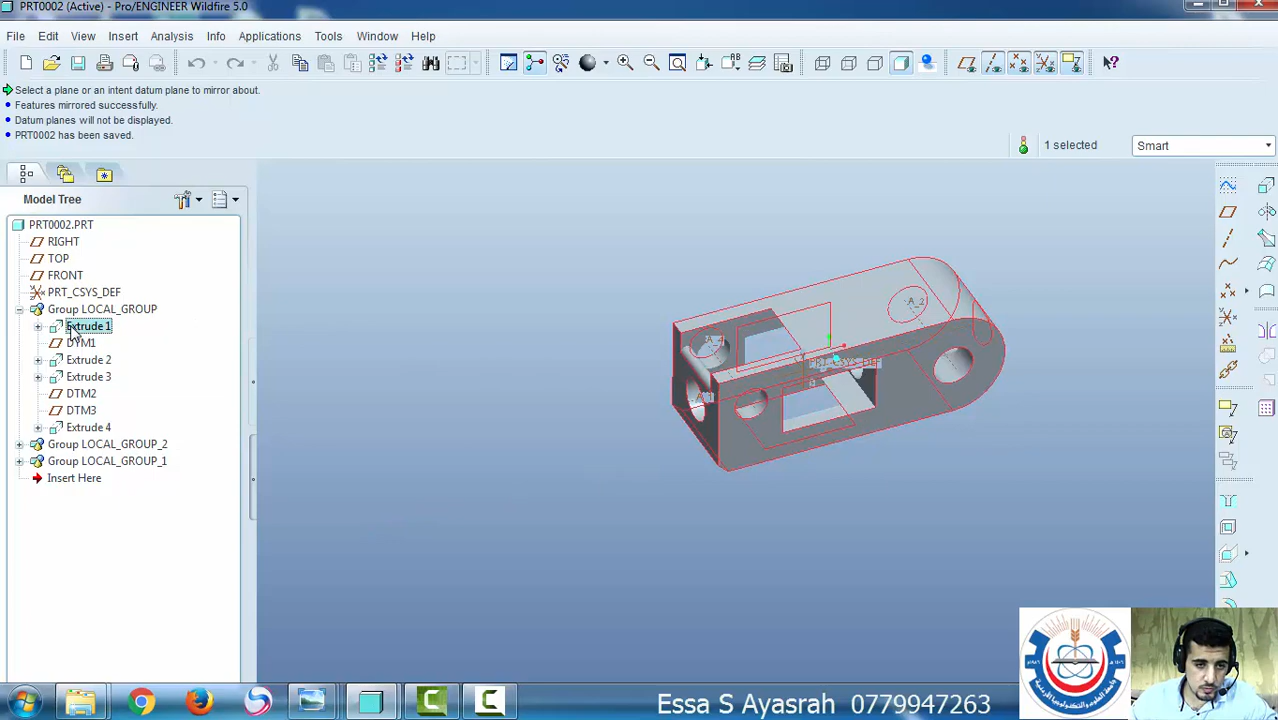 PRT0002 (Active) - Pro/ENGINEER Wildfire 5.0
File Edit View Insert Analysis Info Applications Tools Window Help
Select a plane or an intent datum plane to mirror about.
Features mirrored successfully.
Datum planes will not be displayed.
PRT0002 has been saved.
1 selected
Smart
Model Tree
PRT0002.PRT
RIGHT
TOP
FRONT
PRT_CSYS_DEF
Group LOCAL_GROUP
Extrude 1
DTM1
Extrude 2
Extrude 3
DTM2
DTM3
Extrude 4
Group LOCAL_GROUP_2
Group LOCAL_GROUP_1
Insert Here
A_2
PRT_CSYS_DEF
Essa S Ayasrah 0779947263